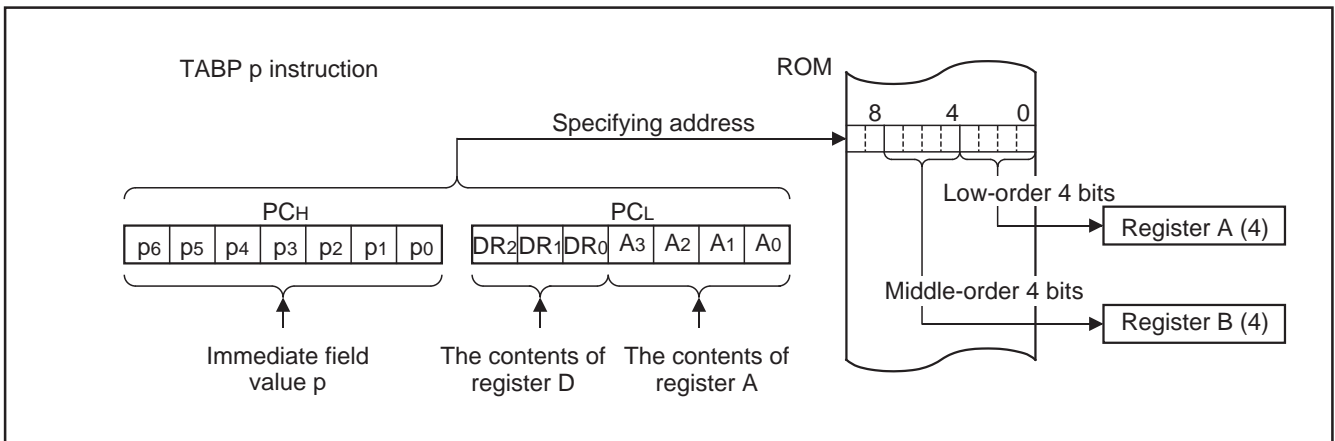 TABP p instruction
ROM
8 4 0
Specifying address
Low-order 4 bits
PCH PCL
p6 p5 p4 p3 p2 p1 p0 DR2 DR1 DR0 A3 A2 A1 A0
Register A (4)
Middle-order 4 bits
Register B (4)
Immediate field
value p
The contents of
register D
The contents of
register A